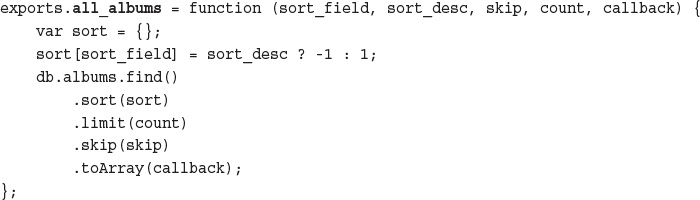 exports.all_albums = function (sort_field, sort_desc, skip, count, callback) {
    var sort = {};
    sort[sort_field] = sort_desc ? -1 : 1;
    db.albums.find()
        .sort(sort)
        .limit(count)
        .skip(skip)
        .toArray(callback);
};